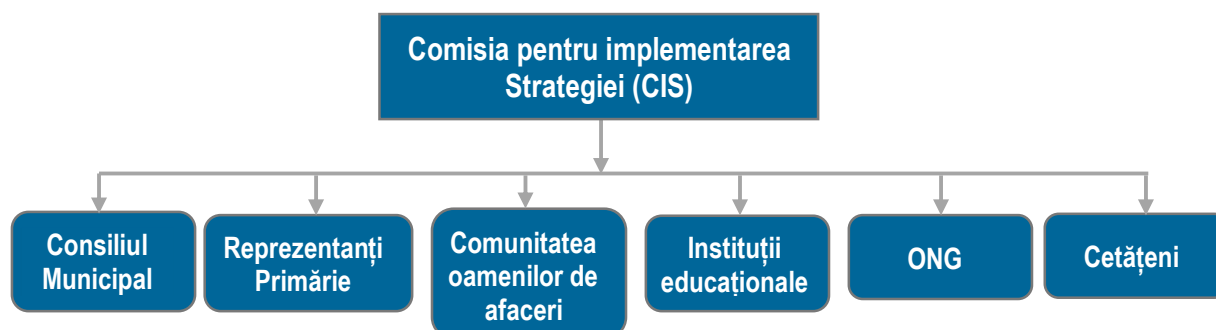 Comisia pentru implementarea
Strategiei (CIS)
Consiliul
Municipal
Reprezentanți
Primărie
Comunitatea
oamenilor de
afaceri
Instituții
educaționale
ONG
Cetățeni